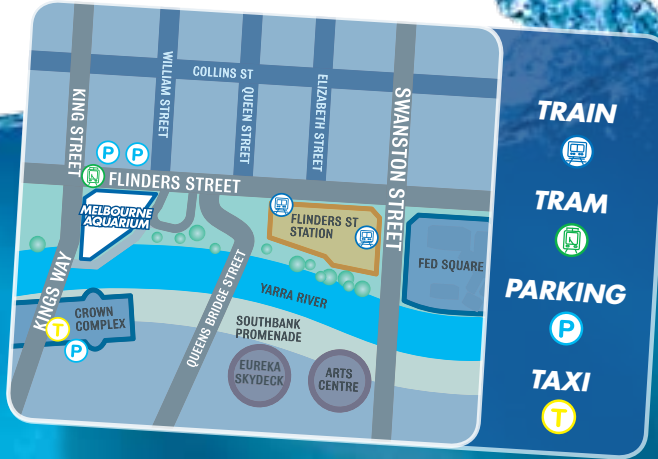 COLLINS ST
WILLIAM STREET
QUEEN STREET
ELIZABETH STREET
KING STREET
SWANSTON STREET
P
P
FLINDERS STREET
MELBOURNE
AQUARIUM
FLINDERS ST
STATION
FED SQUARE
KINGS WAY
QUEENS BRIDGE STREET
YARRA RIVER
CROWN
COMPLEX
T
P
SOUTHBANK
PROMENADE
EUREKA
SKYDECK
ARTS
CENTRE
TRAIN
TRAM
PARKING
P
TAXI
T